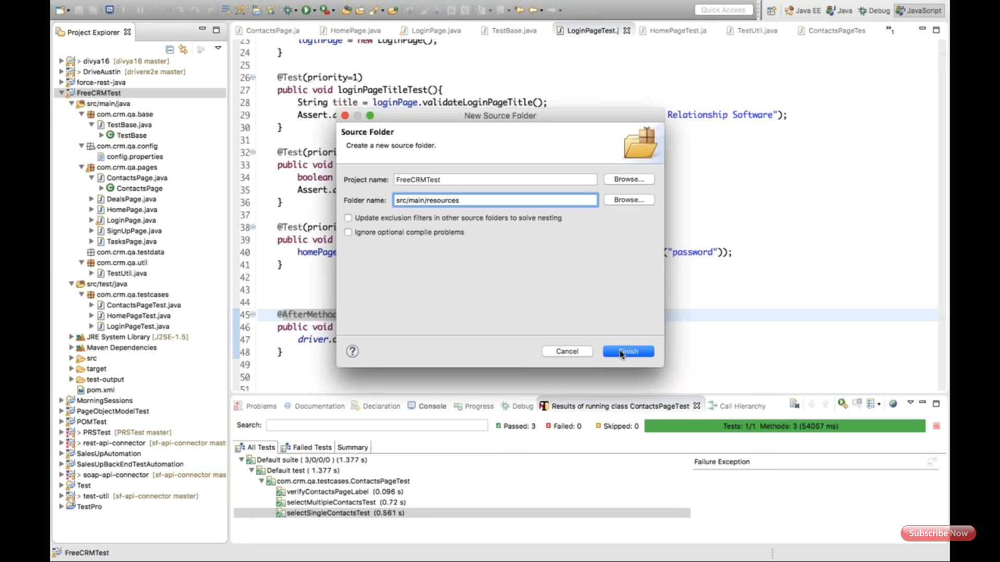 Quick Access
Java EE
Java
Debug
JavaScript
Project Explorer
ContactsPage.ja
HomePage.java
LoginPage.java
TestBase.java
LoginPageTest.j
HomePageTest.ja
TestUtil.java
ContactsPageTes
»1
> divya16 [divya16 master]
> DriveAustin [drivere2e master]
force-rest-java
FreeCRMTest
src/main/java
com.crm.qa.base
TestBase.java
TestBase
com.crm.qa.config
config.properties
com.crm.qa.pages
ContactsPage.java
ContactsPage
DealsPage.java
HomePage.java
LoginPage.java
SignUpPage.java
TasksPage.java
com.crm.qa.testdata
com.crm.qa.util
TestUtil.java
src/test/java
com.crm.qa.testcases
ContactsPageTest.java
HomePageTest.java
LoginPageTest.java
JRE System Library [J2SE-1.5]
Maven Dependencies
src
target
test-output
pom.xml
MorningSessions
PageObjectModelTest
POMTest
> PRSTest [PRSTest master]
> rest-api-connector [sf-api-connector mast
SalesUpAutomation
SalesUpBackEndTestAutomation
> soap-api-connector [sf-api-connector mas
Test
> test-util [sf-api-connector master]
TestPro
23 loginPage = new LoginPage();
24 }
25
26 @Test(priority=1)
27 public void loginPageTitleTest(){
28 String title = loginPage.validateLoginPageTitle();
29 Assert. Relationship Software");
30 }
31
32 @Test(priori
33 public void
34 boolean
35 Assert.
36 }
37
38 @Test(priori
39 public void
40 homePage ("password"));
41 }
42
43
44
45 @AfterMethod
46 public void
47 driver.
48 }
49
50
51
New Source Folder
Source Folder
Create a new source folder.
Project name: FreeCRMTest Browse...
Folder name: src/main/resources Browse...
Update exclusion filters in other source folders to solve nesting
Ignore optional compile problems
? Cancel Finish
Problems
Documentation
Declaration
Console
Progress
Debug
Results of running class ContactsPageTest
Call Hierarchy
Search:
Passed: 3
Failed: 0
Skipped: 0
Tests: 1/1 Methods: 3 (54057 ms)
All Tests
Failed Tests
Summary
Default suite ( 3/0/0/0 ) (1.377 s)
Default test ( 1.377 s)
com.crm.qa.testcases.ContactsPageTest
verifyContactsPageLabel (0.096 s)
selectMultipleContactsTest (0.72 s)
selectSingleContactsTest (0.561 s)
Failure Exception
Subscribe Now
FreeCRMTest